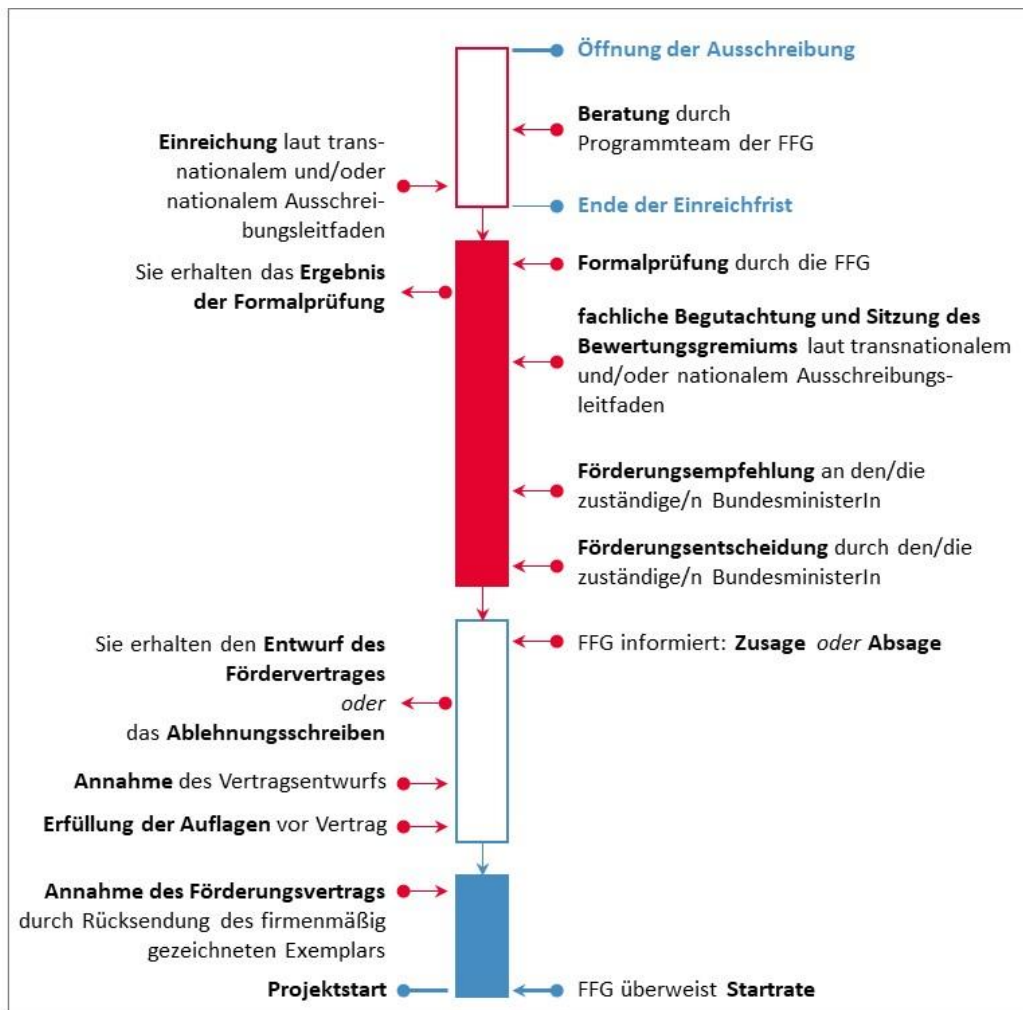 Öffnung der Ausschreibung
Beratung durch
Programmteam der FFG
Einreichung laut trans-
nationalem und/oder
nationalem Ausschrei-
bungsleitfaden
Ende der Einreichfrist
Formalprüfung durch die FFG
Sie erhalten das Ergebnis
der Formalprüfung
fachliche Begutachtung und Sitzung des
Bewertungsgremiums laut transnationalem
und/oder nationalem Ausschreibungs-
leitfaden
Förderungsempfehlung an den/die
zuständige/n BundesministerIn
Förderungsentscheidung durch den/die
zuständige/n BundesministerIn
FFG informiert: Zusage oder Absage
Sie erhalten den Entwurf des
Fördervertrages
oder
das Ablehnungsschreiben
Annahme des Vertragsentwurfs
Erfüllung der Auflagen vor Vertrag
Annahme des Förderungsvertrags
durch Rücksendung des firmenmäßig
gezeichneten Exemplars
Projektstart
FFG überweist Startrate